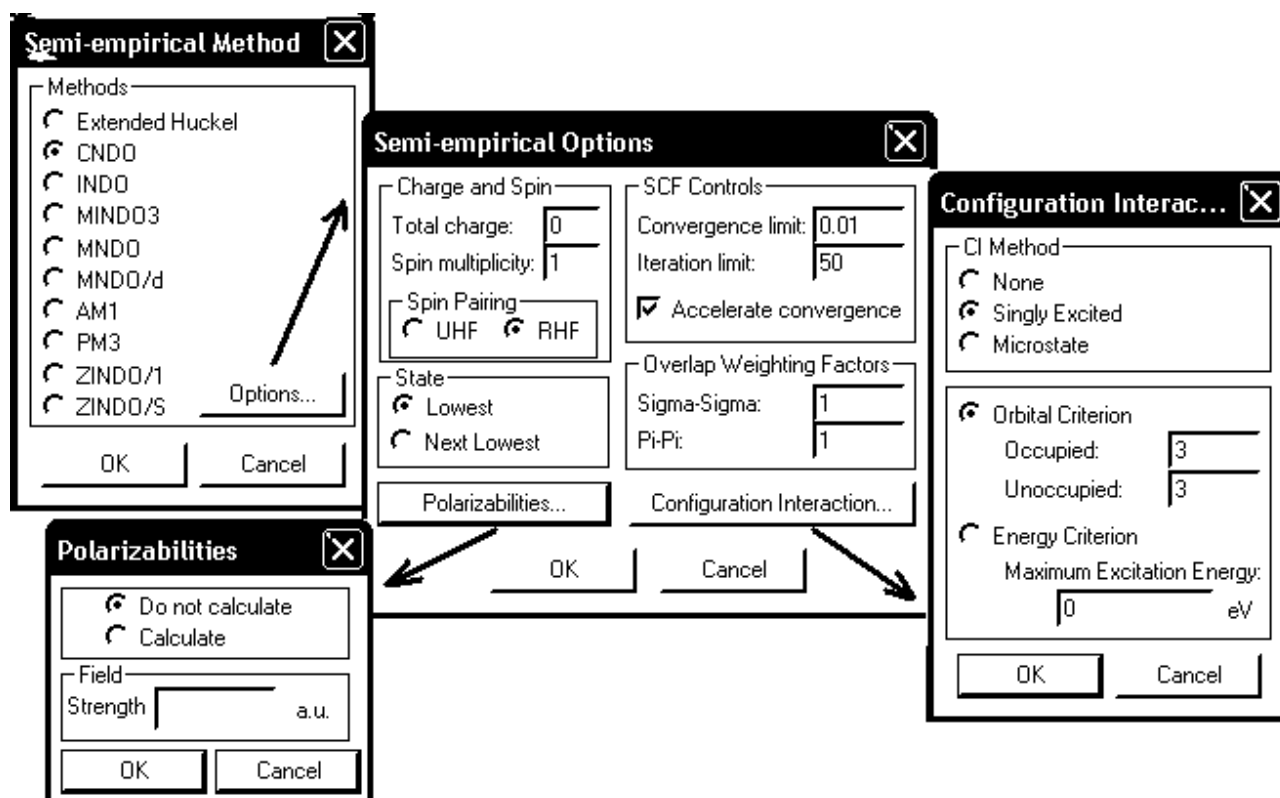 Semi-empirical Method
Methods
Extended Huckel
CNDO
INDO
MINDO3
MNDO
MNDO/d
AM1
PM3
ZINDO/1
ZINDO/S
Options...
OK Cancel
Semi-empirical Options
Charge and Spin
Total charge: 0
Spin multiplicity: 1
Spin Pairing
UHF RHF
State
Lowest
Next Lowest
SCF Controls
Convergence limit: 0.01
Iteration limit: 50
Accelerate convergence
Overlap Weighting Factors
Sigma-Sigma: 1
Pi-Pi: 1
Polarizabilities... Configuration Interaction...
OK Cancel
Configuration Interac...
CI Method
None
Singly Excited
Microstate
Orbital Criterion
Occupied: 3
Unoccupied: 3
Energy Criterion
Maximum Excitation Energy:
0 eV
OK Cancel
Polarizabilities
Do not calculate
Calculate
Field
Strength a.u.
OK Cancel